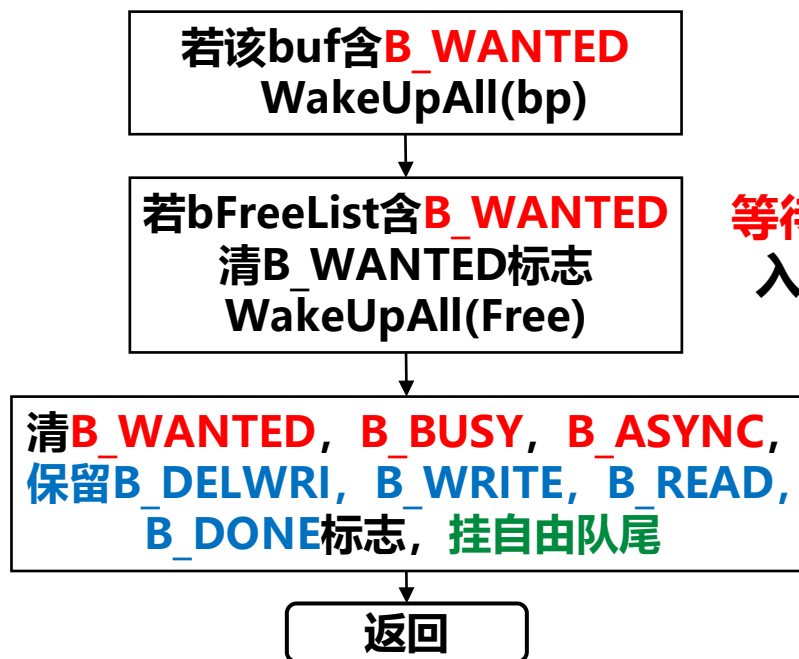 若该buf含B_WANTED
WakeUpAll(bp)
若bFreeList含B_WANTED
清B_WANTED标志
WakeUpAll(Free)
等待
入
清B_WANTED，B_BUSY，B_ASYNC，
保留B_DELWRI，B_WRITE，B_READ，
B_DONE标志，挂自由队尾
返回